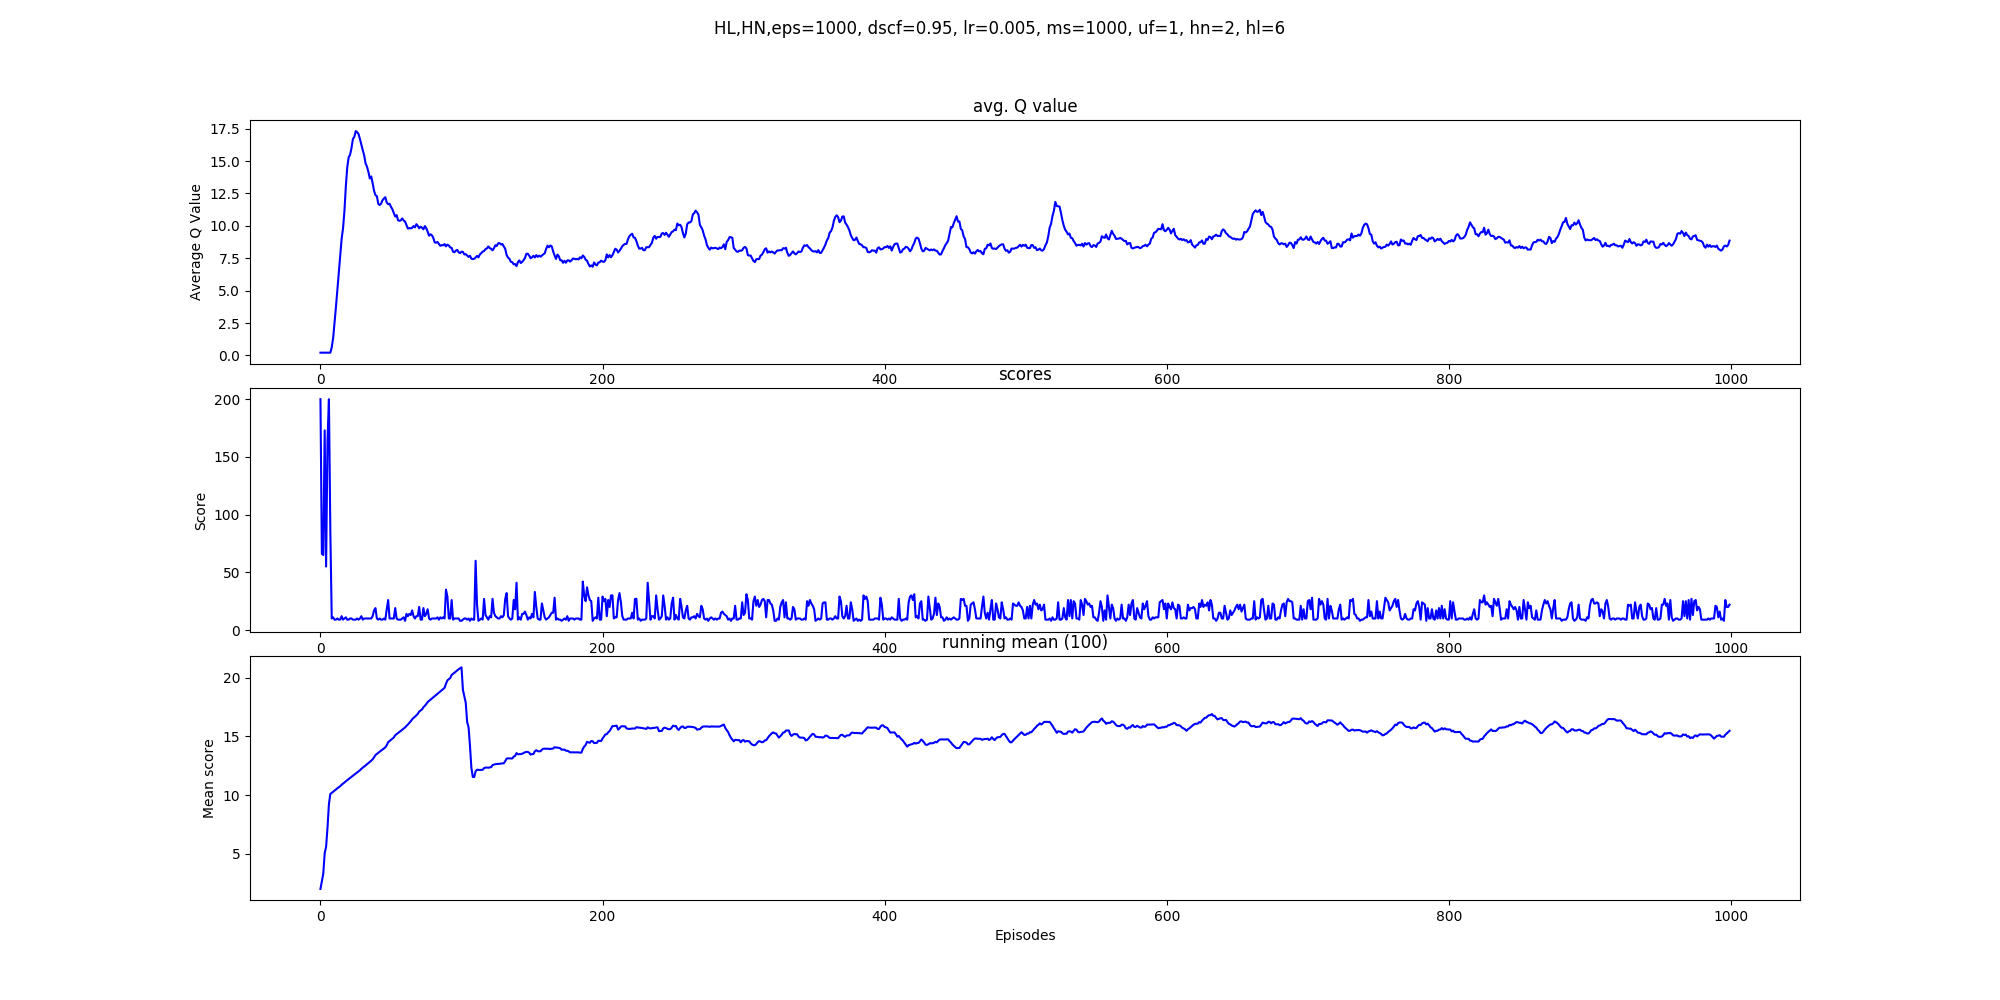 HL,HN,eps=1000, dscf=0.95, lr=0.005, ms=1000, uf=1, hn=2, hl=6
avg. Q value
Average Q Value
17.5
15.0
12.5
10.0
7.5
5.0
2.5
0.0
0 200 400 600 800 1000
scores
Score
200
150
100
50
0
0 200 400 600 800 1000
running mean (100)
Mean score
20
15
10
5
0 200 400 600 800 1000
Episodes